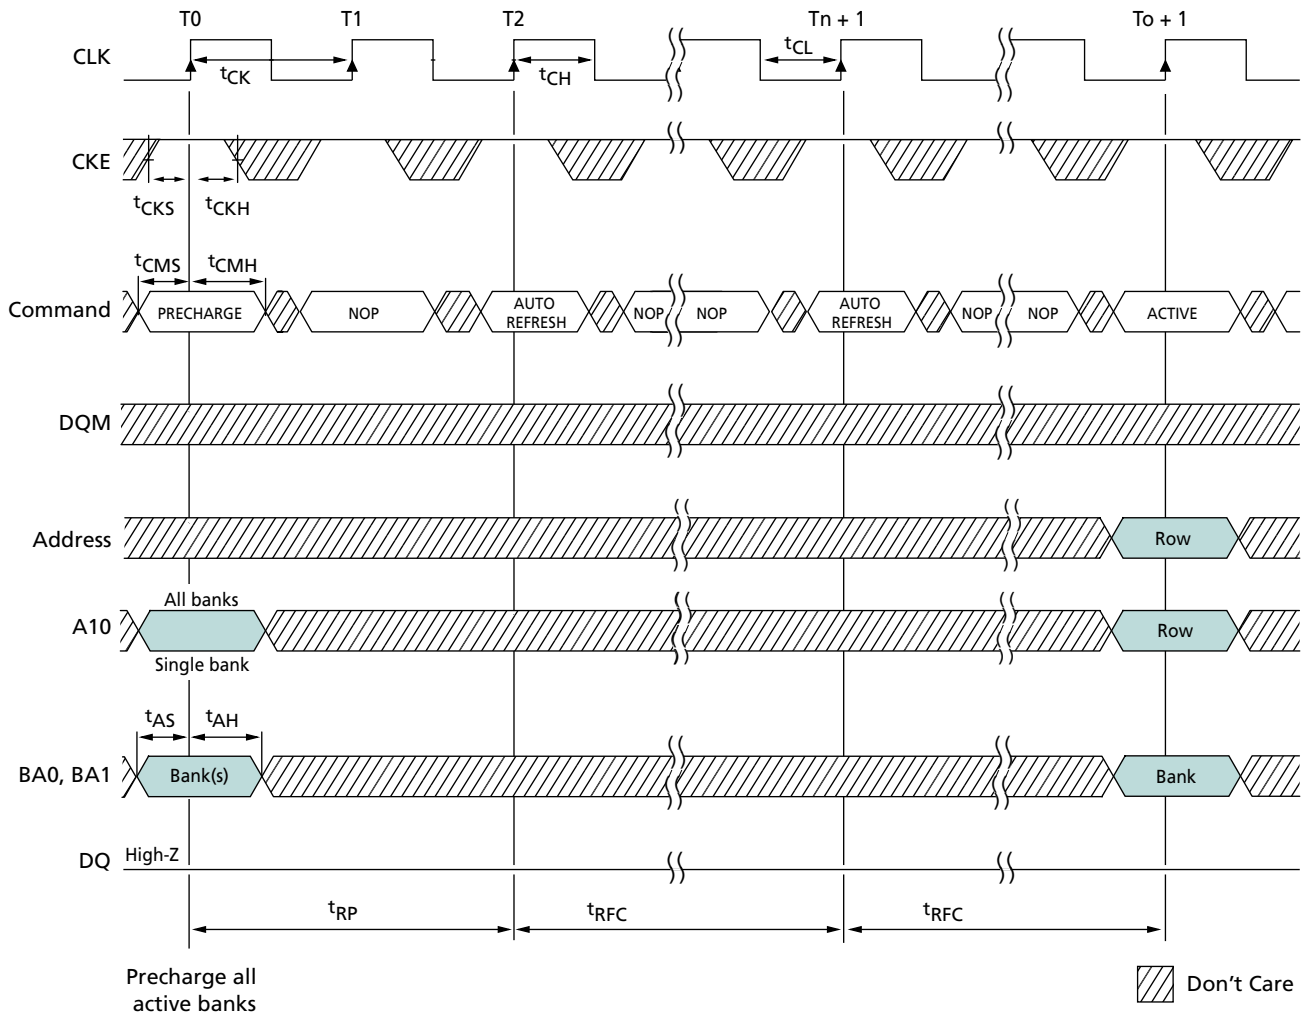 T0 T1 T2 Tn + 1 To + 1
CLK
tCK tCH tCL
CKE
tCKS tCKH
tCMS tCMH
Command PRECHARGE NOP AUTO REFRESH NOP NOP AUTO REFRESH NOP NOP ACTIVE
DQM
Address Row
All banks
A10 Row
Single bank
tAS tAH
BA0, BA1 Bank(s) Bank
DQ High-Z
tRP tRFC tRFC
Precharge all
active banks
Don't Care